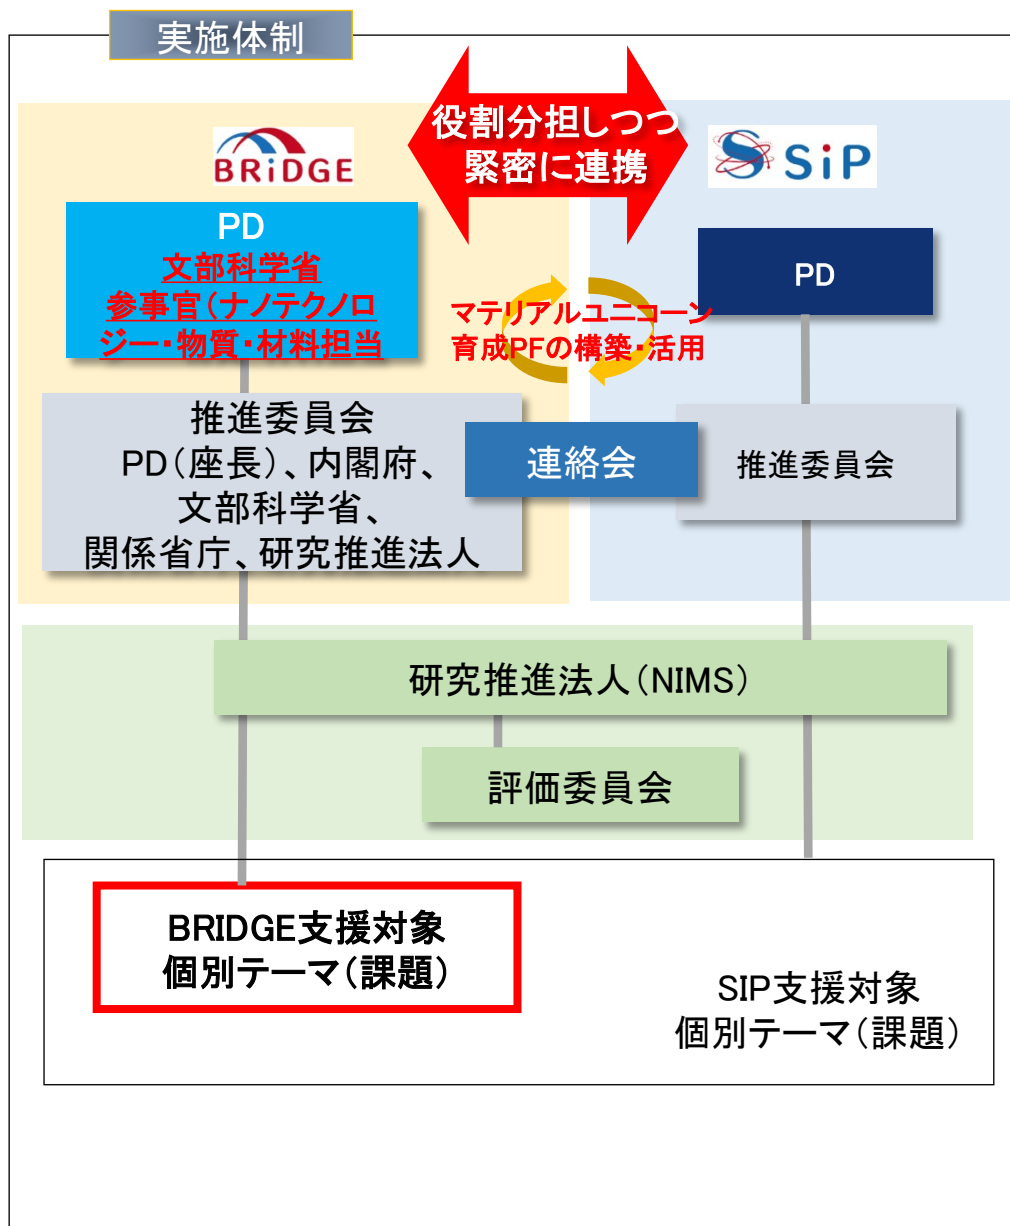 実施体制
役割分担しつつ
緊密に連携
BRiDGE
SiP
PD
文部科学省
参事官(ナノテクノロ
ジー・物質・材料担当
PD
マテリアルユニコーン
育成PFの構築・活用
推進委員会
PD(座長)、内閣府、
文部科学省、
関係省庁、研究推進法人
連絡会
推進委員会
研究推進法人(NIMS)
評価委員会
BRIDGE支援対象
個別テーマ(課題)
SIP支援対象
個別テーマ(課題)